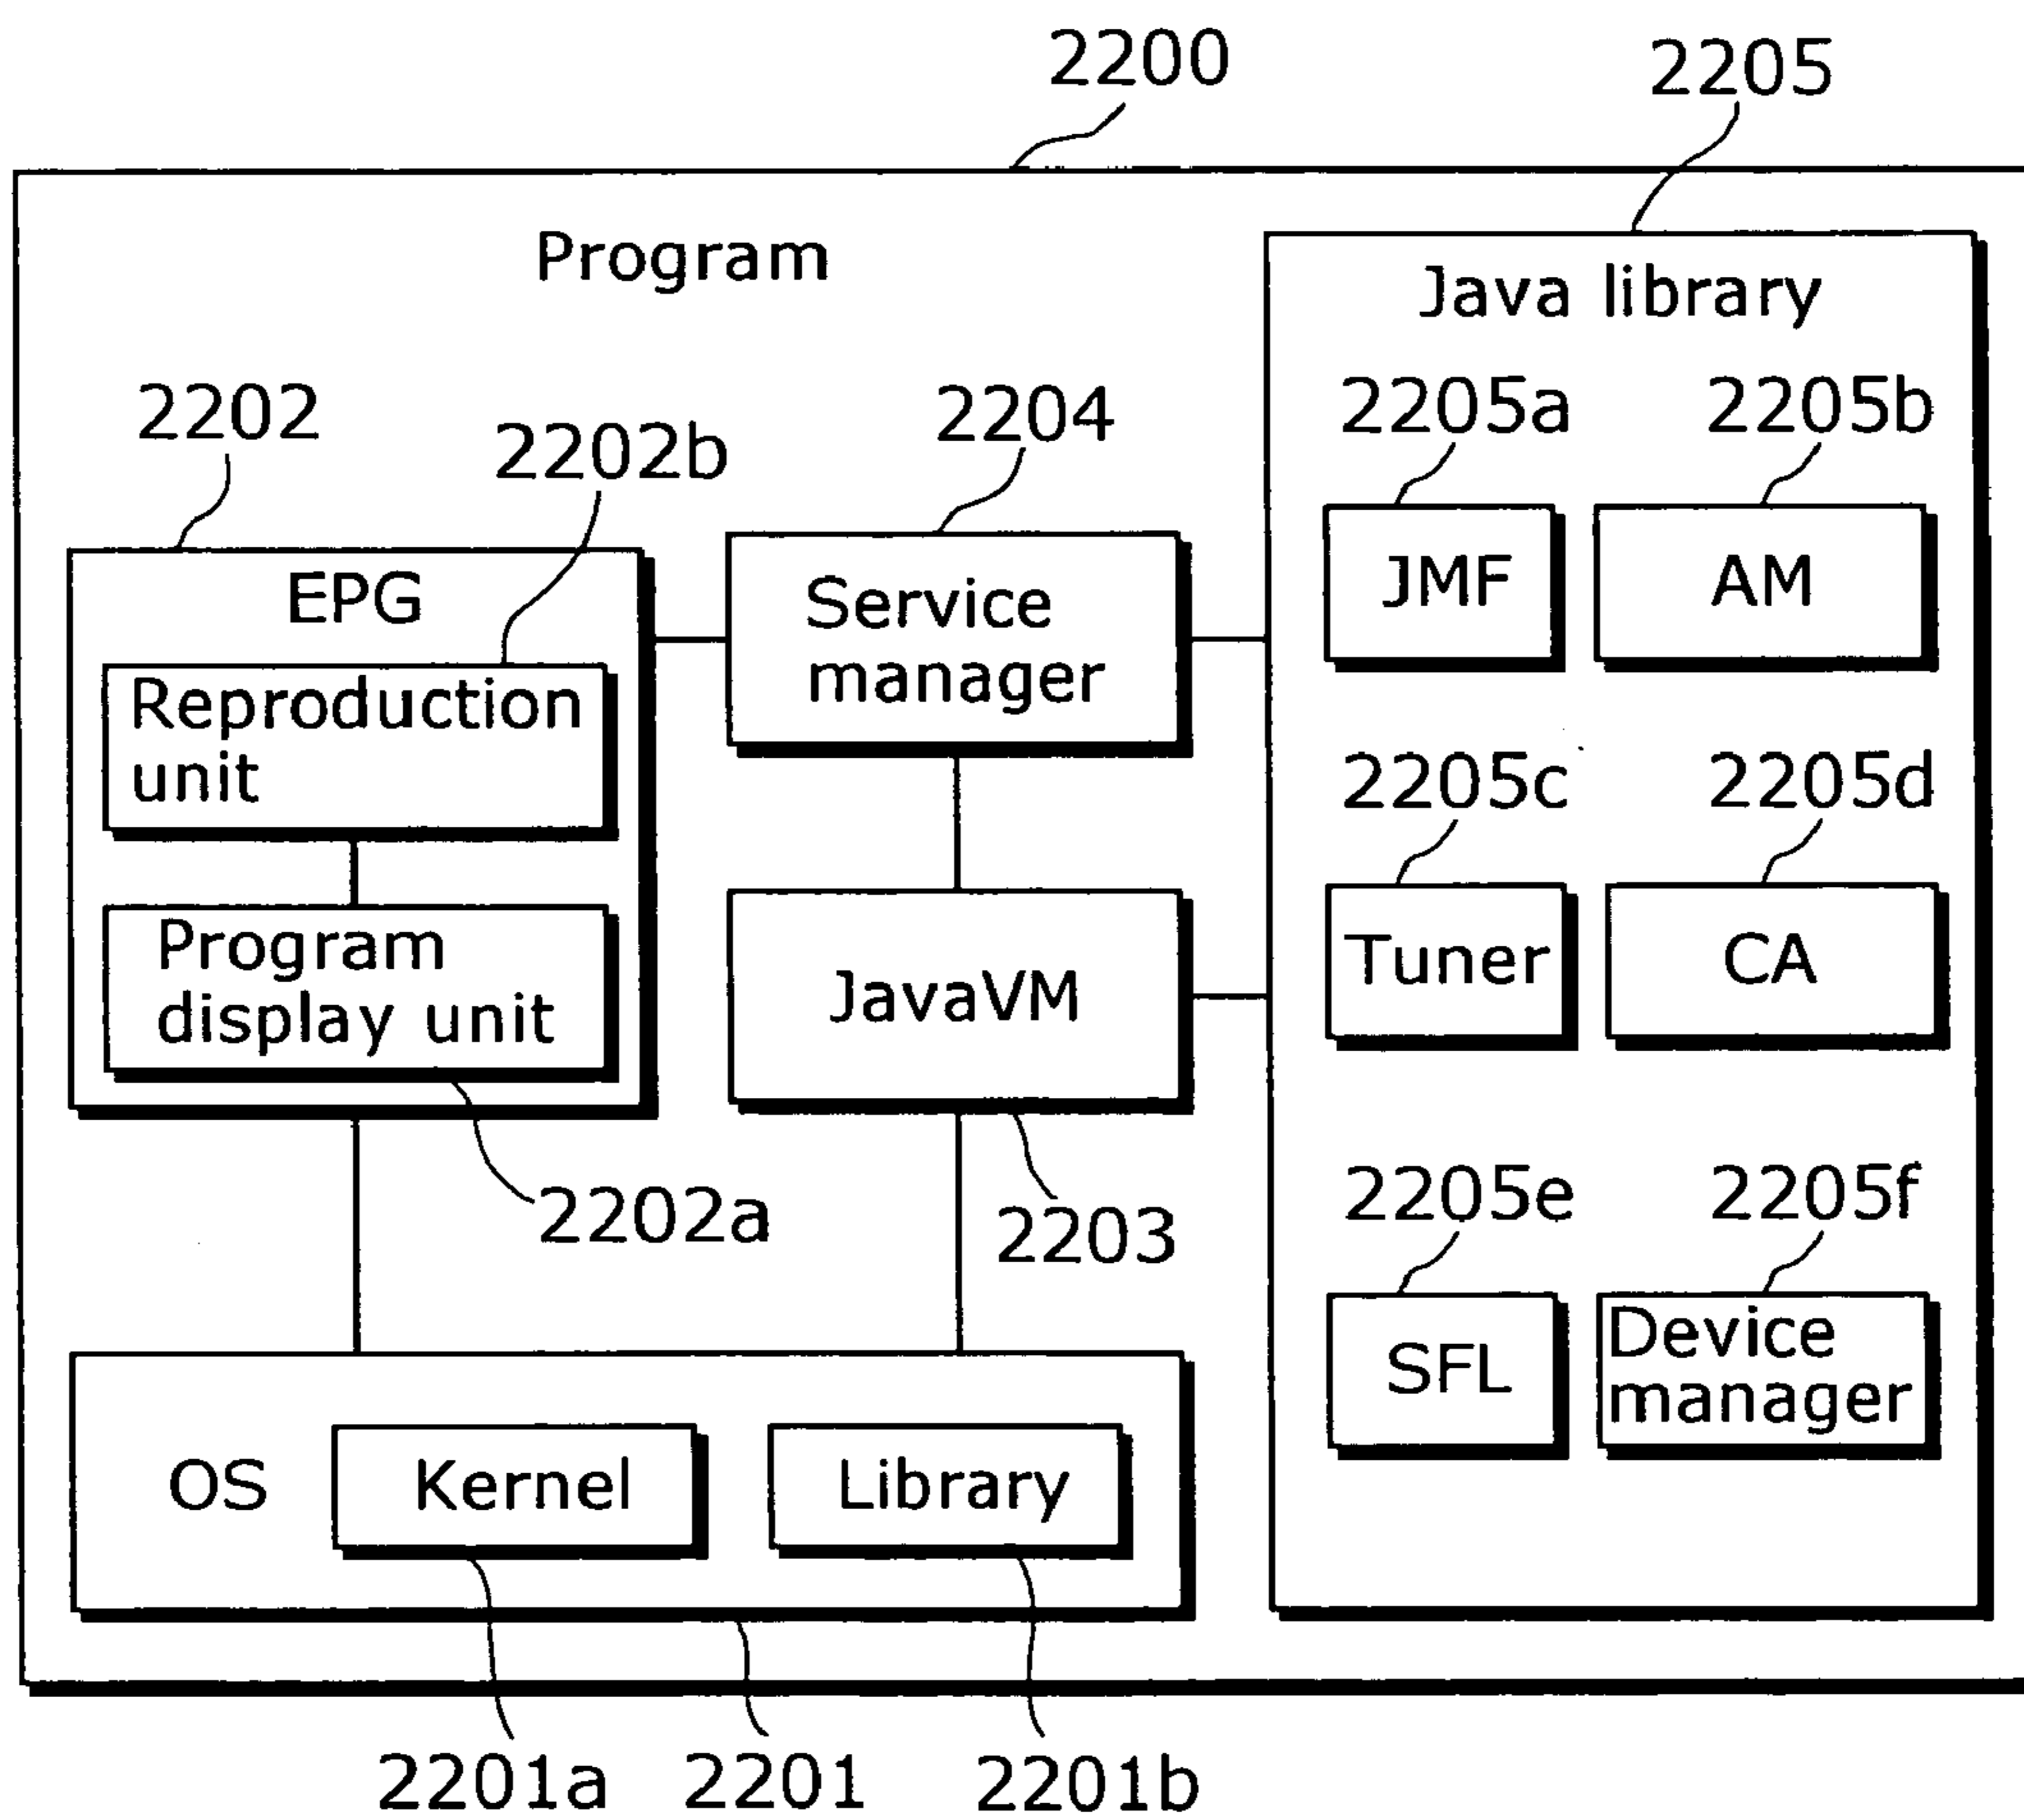 2200
2205
Program
Java library
2202
2202b
2204
2205a
2205b
EPG
Service
manager
JMF
AM
Reproduction
unit
2205c
2205d
Program
display unit
JavaVM
Tuner
CA
2202a
2203
2205e
2205f
SFL
Device
manager
OS
Kernel
Library
2201a
2201
2201b